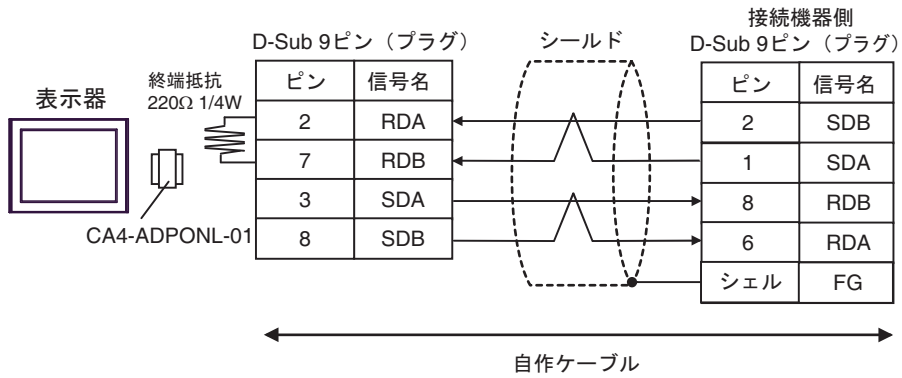 接続機器側
D-Sub 9ピン（プラグ）
シールド
D-Sub 9ピン（プラグ）
ピン 信号名
2 RDA
7 RDB
3 SDA
8 SDB
ピン 信号名
2 SDB
1 SDA
8 RDB
6 RDA
シェル FG
終端抵抗
220Ω 1/4W
表示器
CA4-ADPONL-01
自作ケーブル